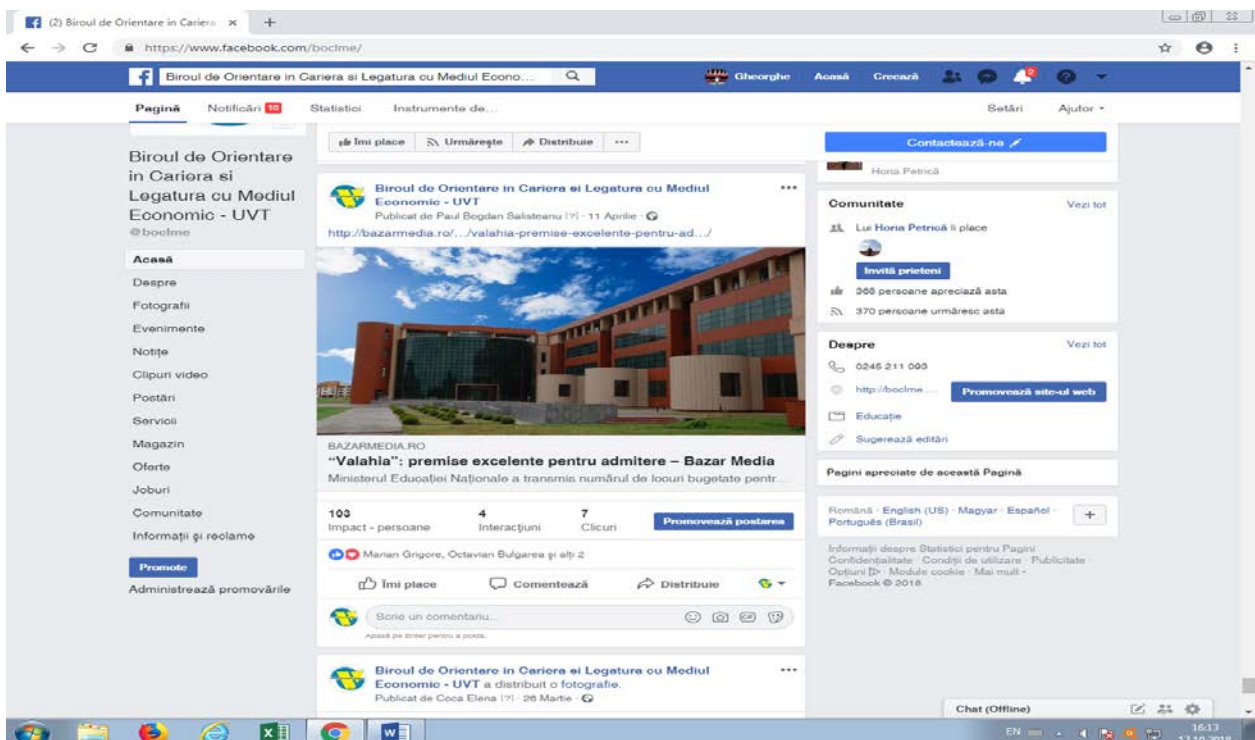 (2) Biroul de Orientare in Cariera
https://www.facebook.com/boclme/
Biroul de Orientare in Cariera si Legatura cu Mediul Econo...
Gheorghe
Acasă
Creează
2
Pagină
Notificări 10
Statistici
Instrumente de...
Setări
Ajutor
Biroul de Orientare
in Cariera si
Legatura cu Mediul
Economic - UVT
@boclme
Acasă
Despre
Fotografii
Evenimente
Notițe
Clipuri video
Postări
Servicii
Magazin
Oferte
Joburi
Comunitate
Informații și reclame
Promote
Administrează promovările
Îmi place
Urmărește
Distribuie
...
Biroul de Orientare in Cariera si Legatura cu Mediul
Economic - UVT
Publicat de Paul Bogdan Salisteanu [?] · 11 Aprilie ·
http://bazarmedia.ro/.../valahia-premise-excelente-pentru-ad.../
BAZARMEDIA.RO
“Valahia”: premise excelente pentru admitere – Bazar Media
Ministerul Educației Naționale a transmis numărul de locuri bugetate pentr...
103
Impact - persoane
4
Interacțiuni
7
Clicuri
Promovează postarea
Marian Grigore, Octavian Bulgarea și alți 2
Îmi place
Comentează
Distribuie
Scrie un comentariu...
GIF
Apasă pe Enter pentru a posta.
Biroul de Orientare in Cariera si Legatura cu Mediul
Economic - UVT a distribuit o fotografie.
Publicat de Coca Elena [?] · 26 Martie ·
Contactează-ne
Horia Petrică
Comunitate
Vezi tot
Lui Horia Petrică îi place
Invită prieteni
368 persoane apreciază asta
370 persoane urmăresc asta
Despre
Vezi tot
0245 211 093
http://boclme....
Promovează site-ul web
Educație
Sugerează editări
Pagini apreciate de această Pagină
Română · English (US) · Magyar · Español ·
Português (Brasil)
+
Informații despre Statistici pentru Pagini
Confidențialitate · Condiții de utilizare · Publicitate ·
Opțiuni · Module cookie · Mai mult ·
Facebook © 2018
Chat (Offline)
EN
16:13